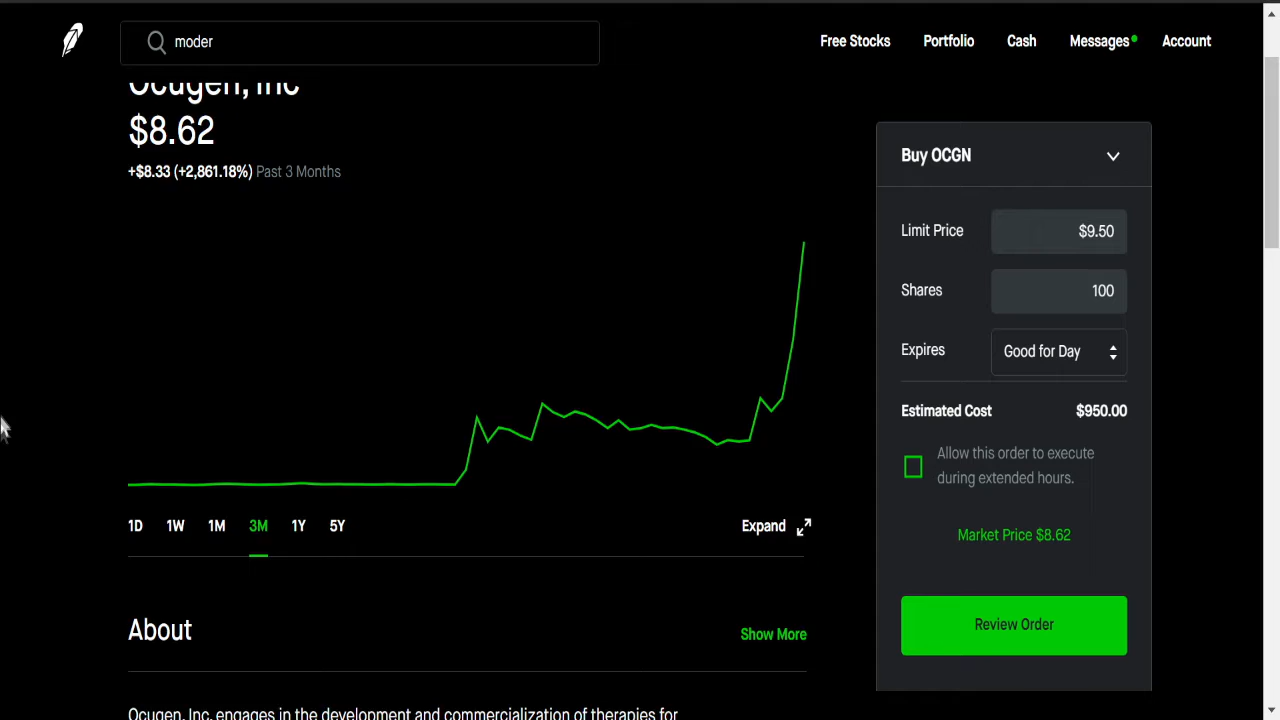 moder
Free Stocks
Portfolio
Cash
Messages
Account
Ocugen, Inc
$8.62
+$8.33 (+2,861.18%) Past 3 Months
1D
1W
1M
3M
1Y
5Y
Expand
About
Show More
Ocugen, Inc. engages in the development and commercialization of therapies for
Buy OCGN
Limit Price
$9.50
Shares
100
Expires
Good for Day
Estimated Cost
$950.00
Allow this order to execute
during extended hours.
Market Price $8.62
Review Order